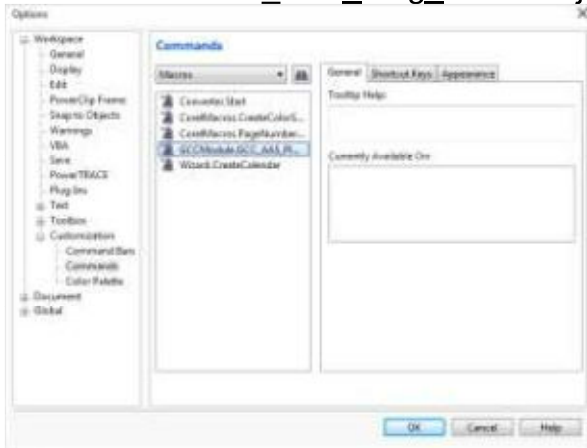 Options
Workspace
General
Display
Edit
PowerClip Frame
Snap to Objects
Warnings
VBA
Save
PowerTRACE
Plug-Ins
Text
Toolbox
Customization
Command Bars
Commands
Color Palette
Document
Global
Commands
Macros
Converter.Start
CorelMacros.CreateColorS...
CorelMacros.PageNumber...
GCCModule.GCC_AAS_Pl...
Wizard.CreateCalendar
General
Shortcut Keys
Appearance
Tooltip Help:
Currently Available On:
OK
Cancel
Help